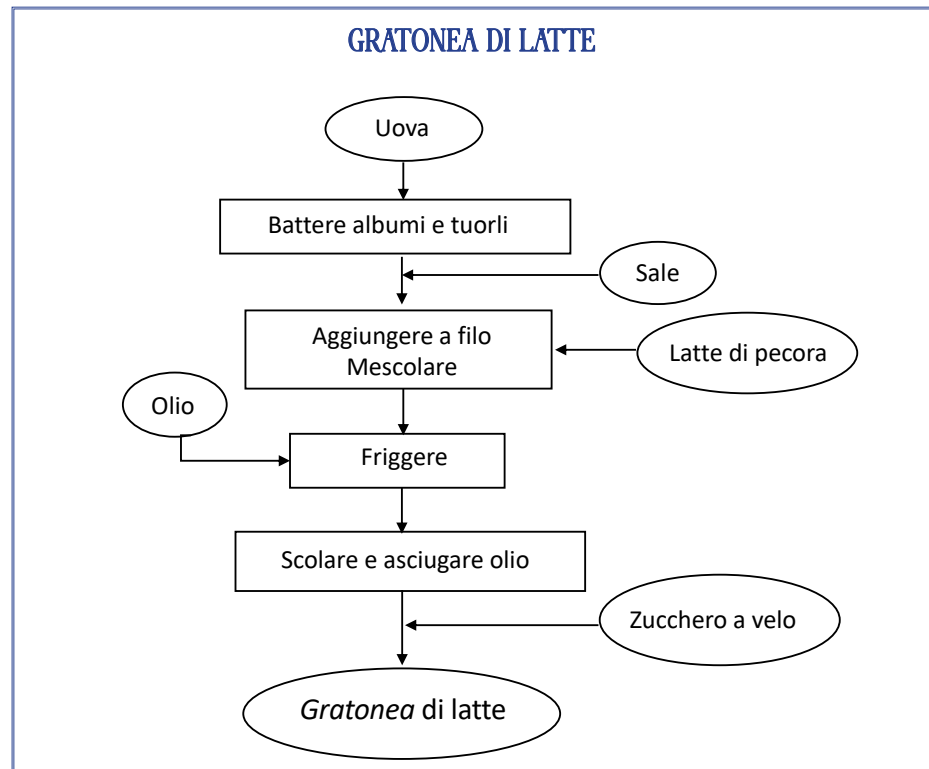 GRATONEA DI LATTE
Uova
Battere albumi e tuorli
Sale
Aggiungere a filo
Mescolare
Latte di pecora
Olio
Friggere
Scolare e asciugare olio
Zucchero a velo
Gratonea di latte